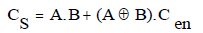 C_S = A.B + (A ⊕ B).C_en